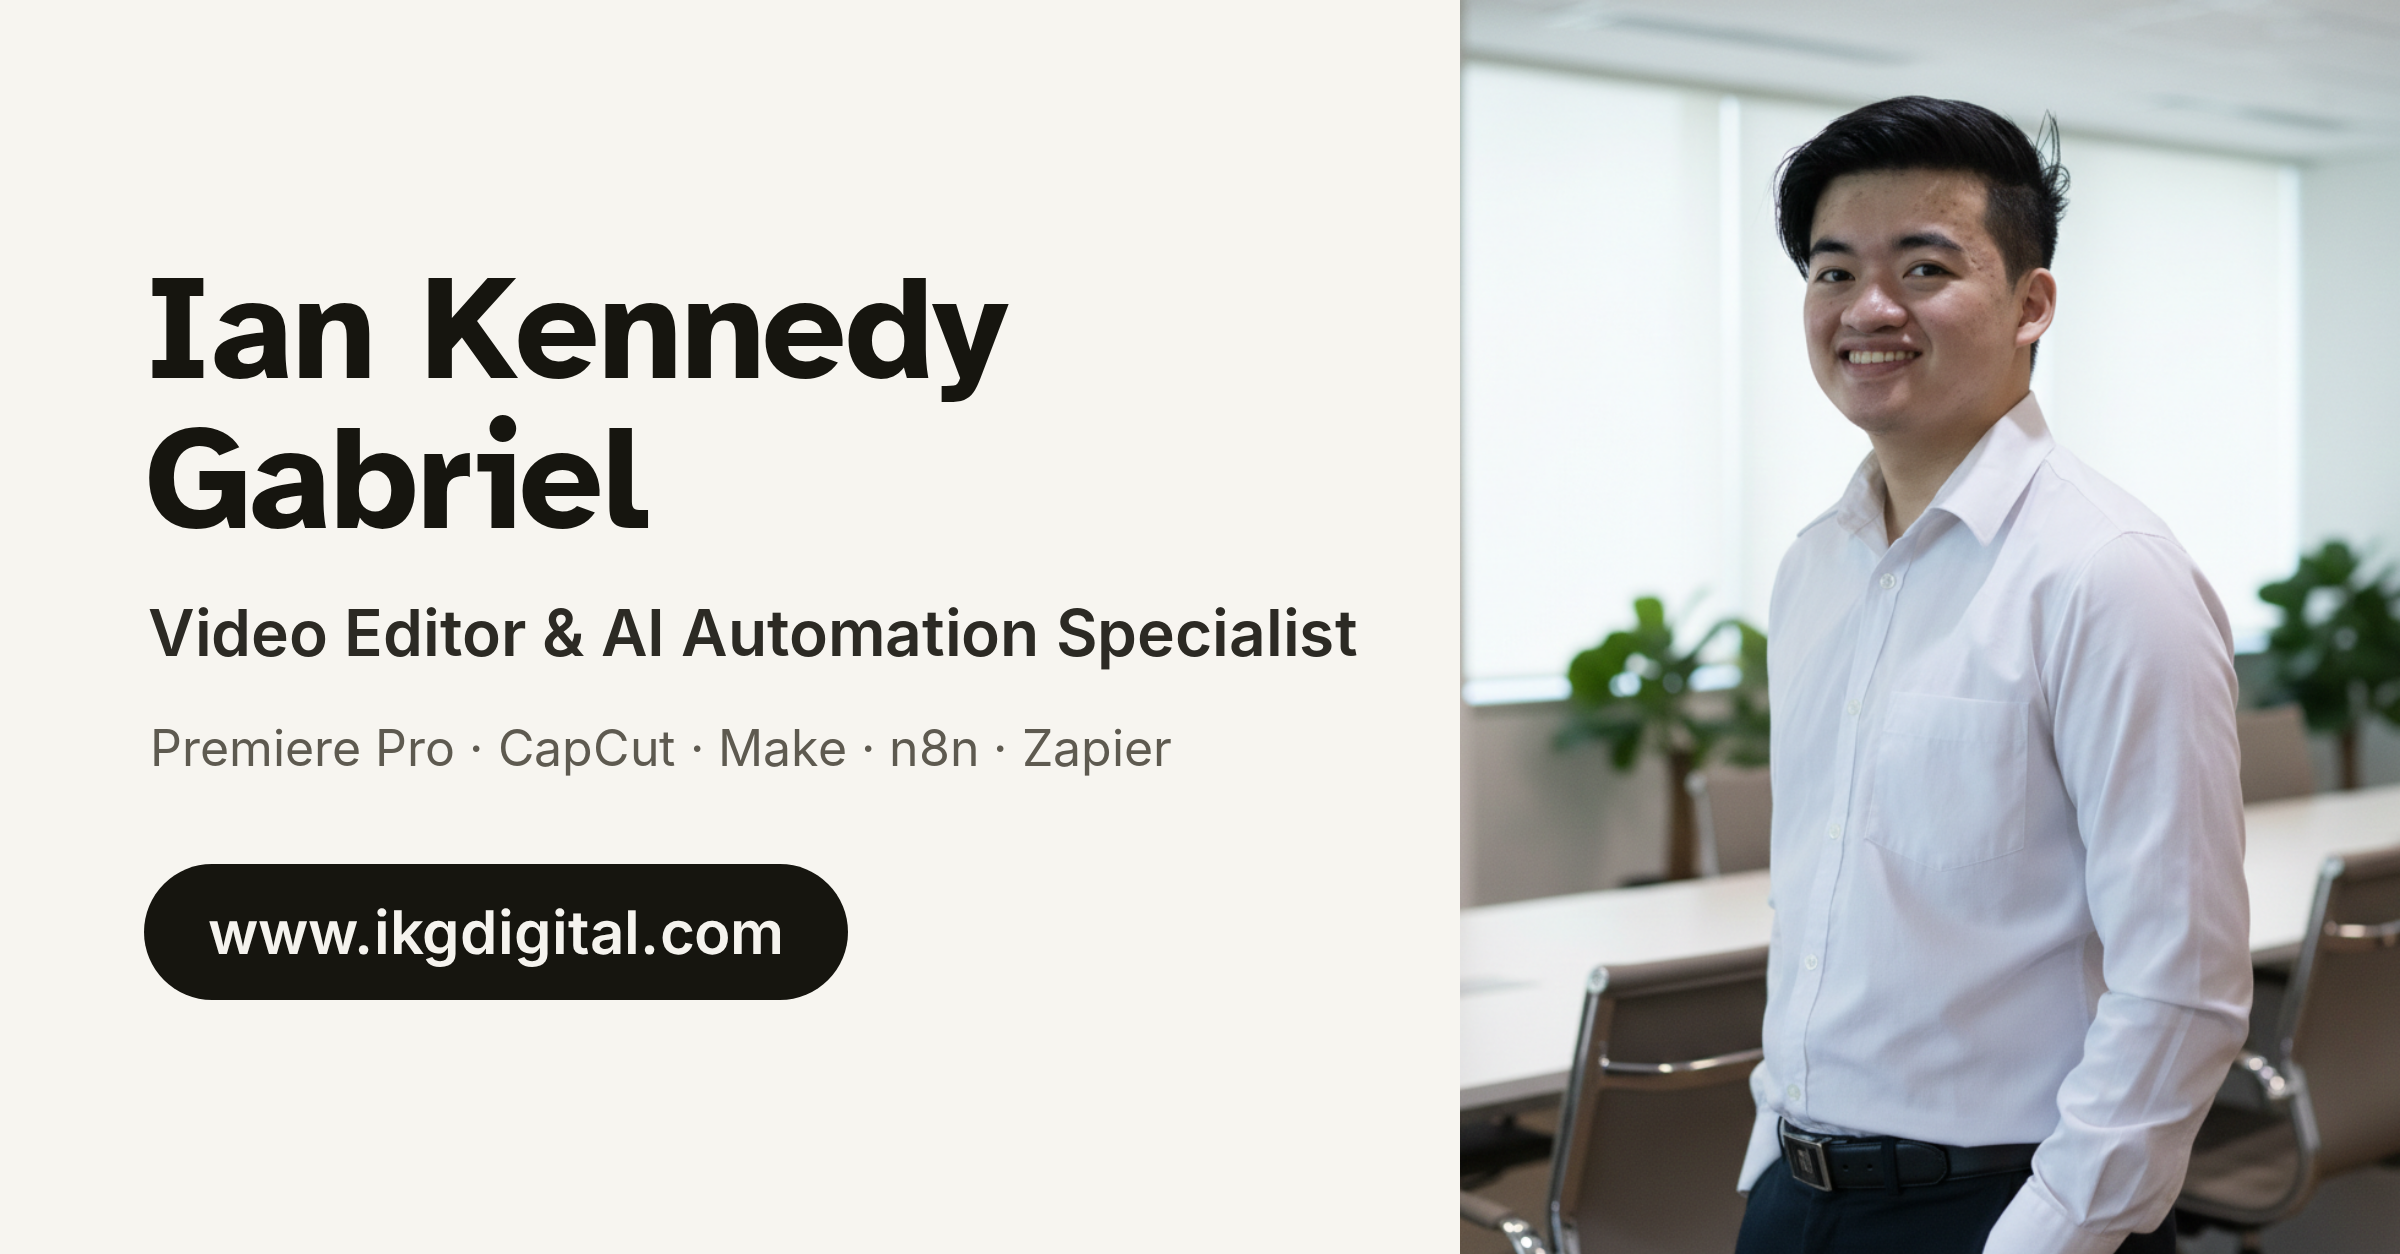 Ian Kennedy
Gabriel
Video Editor & AI Automation Specialist
Premiere Pro · CapCut · Make · n8n · Zapier
www.ikgdigital.com